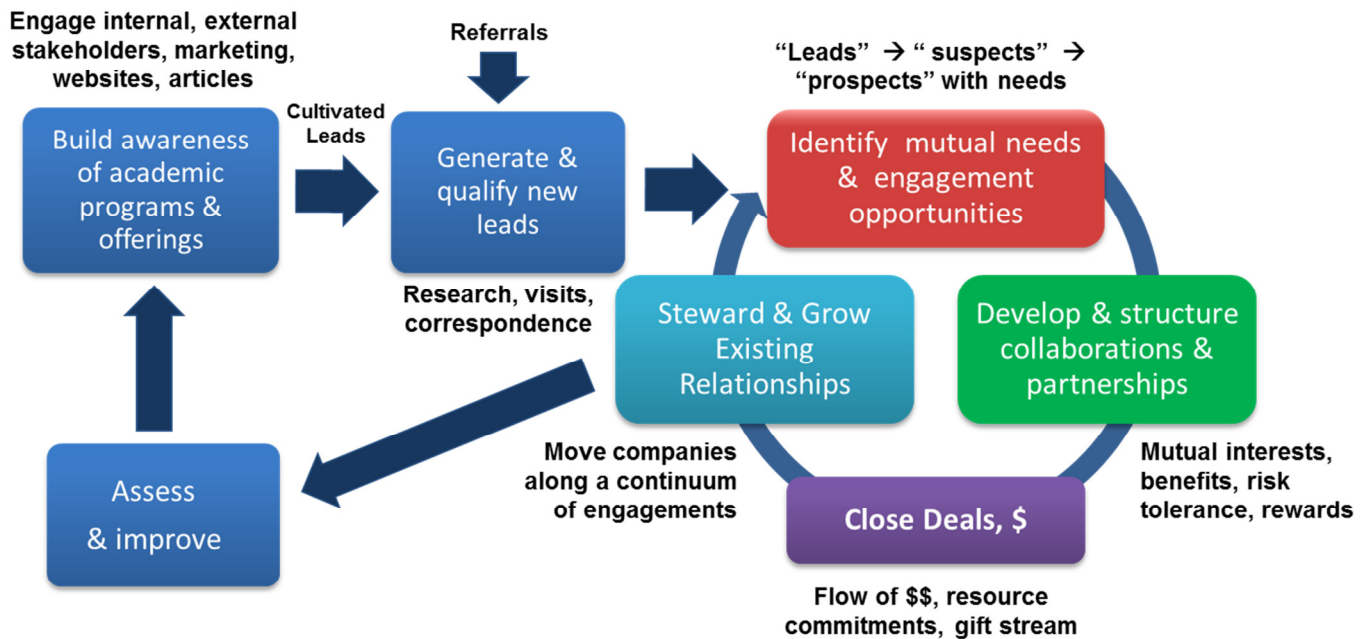 Engage internal, external
stakeholders, marketing,
websites, articles
Build awareness
of academic
programs &
offerings
Cultivated
Leads
Referrals
Generate &
qualify new
leads
Research, visits,
correspondence
“Leads” → “ suspects” →
“prospects” with needs
Identify mutual needs
& engagement
opportunities
Develop & structure
collaborations &
partnerships
Mutual interests,
benefits, risk
tolerance, rewards
Close Deals, $
Flow of $$, resource
commitments, gift stream
Steward & Grow
Existing
Relationships
Move companies
along a continuum
of engagements
Assess
& improve